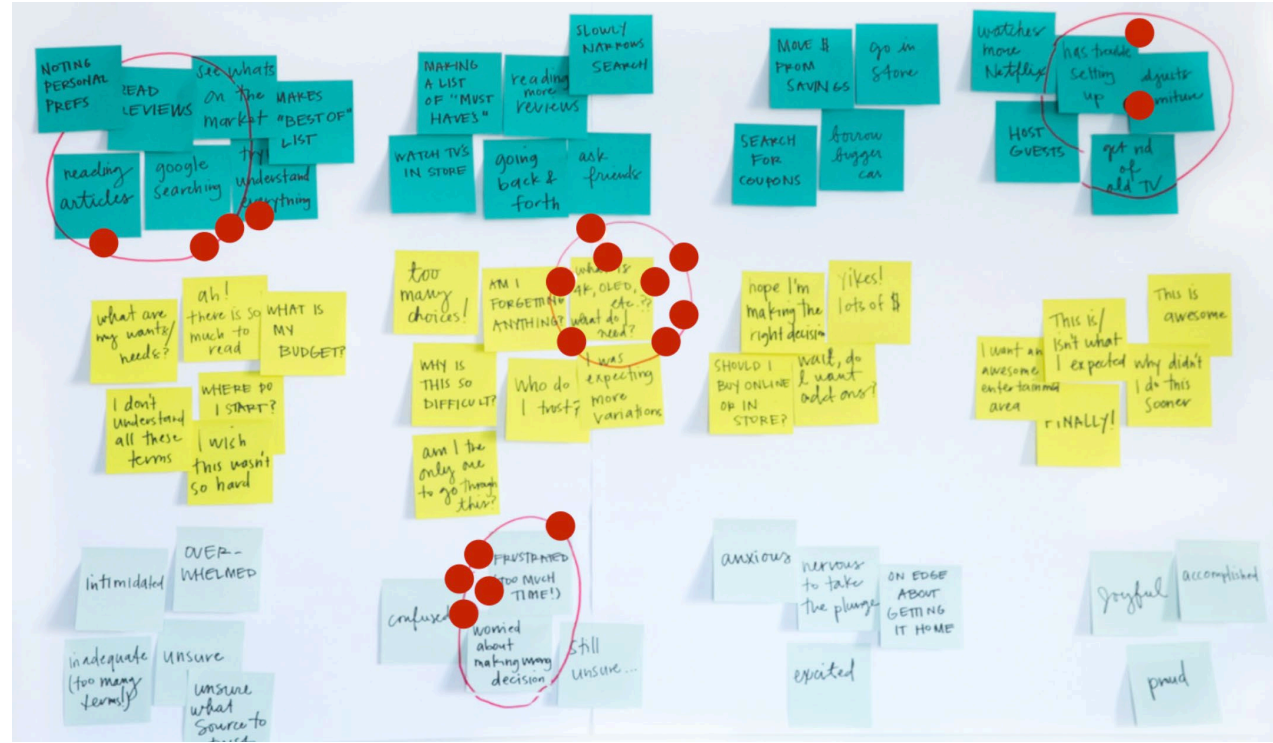 NOTING
PERSONAL
PREFS
READ
REVIEWS
see whats
on the
market
MAKES
"BEST OF"
LIST
reading
articles
google
searching
try
understand
everything
MAKING
A LIST
OF "MUST
HAVES"
reading
more
reviews
SLOWLY
NARROWS
SEARCH
WATCH TV'S
IN STORE
going
back &
forth
ask
friends
MOVE $
FROM
SAVINGS
go in
store
SEARCH
FOR
COUPONS
borrow
bigger
car
watches
more
Netflix
has trouble
setting
up
HOST
GUESTS
get rid
of
old TV
what are
my wants/
needs?
ah!
there is so
much to
read
WHAT IS
MY
BUDGET?
I don't
understand
all these
terms
WHERE DO
I START?
I wish
this wasn't
so hard
too
many
choices!
AM I
FORGETTING
ANYTHING?
what is
4K, OLED,
etc.??
what do I
need?
WHY IS
THIS SO
DIFFICULT?
Who do
I trust?
I was
expecting
more
variations
am I the
only one
to go through
this?
hope I'm
making the
right decision
Yikes!
lots of $
SHOULD I
BUY ONLINE
OR IN
STORE?
wait, do
I want
add ons?
I want an
awesome
entertainment
area
This is/
Isn't what
I expected
This is
awesome
why didn't
I do this
sooner
FINALLY!
intimidated
OVER-
WHELMED
inadequate
(too many
terms!)
unsure
unsure
what
source to
confused
FRUSTRATED
(TOO MUCH
TIME!)
worried
about
making wrong
decision
still
unsure...
anxious
nervous
to take
the plunge
ON EDGE
ABOUT
GETTING
IT HOME
excited
joyful
accomplished
proud